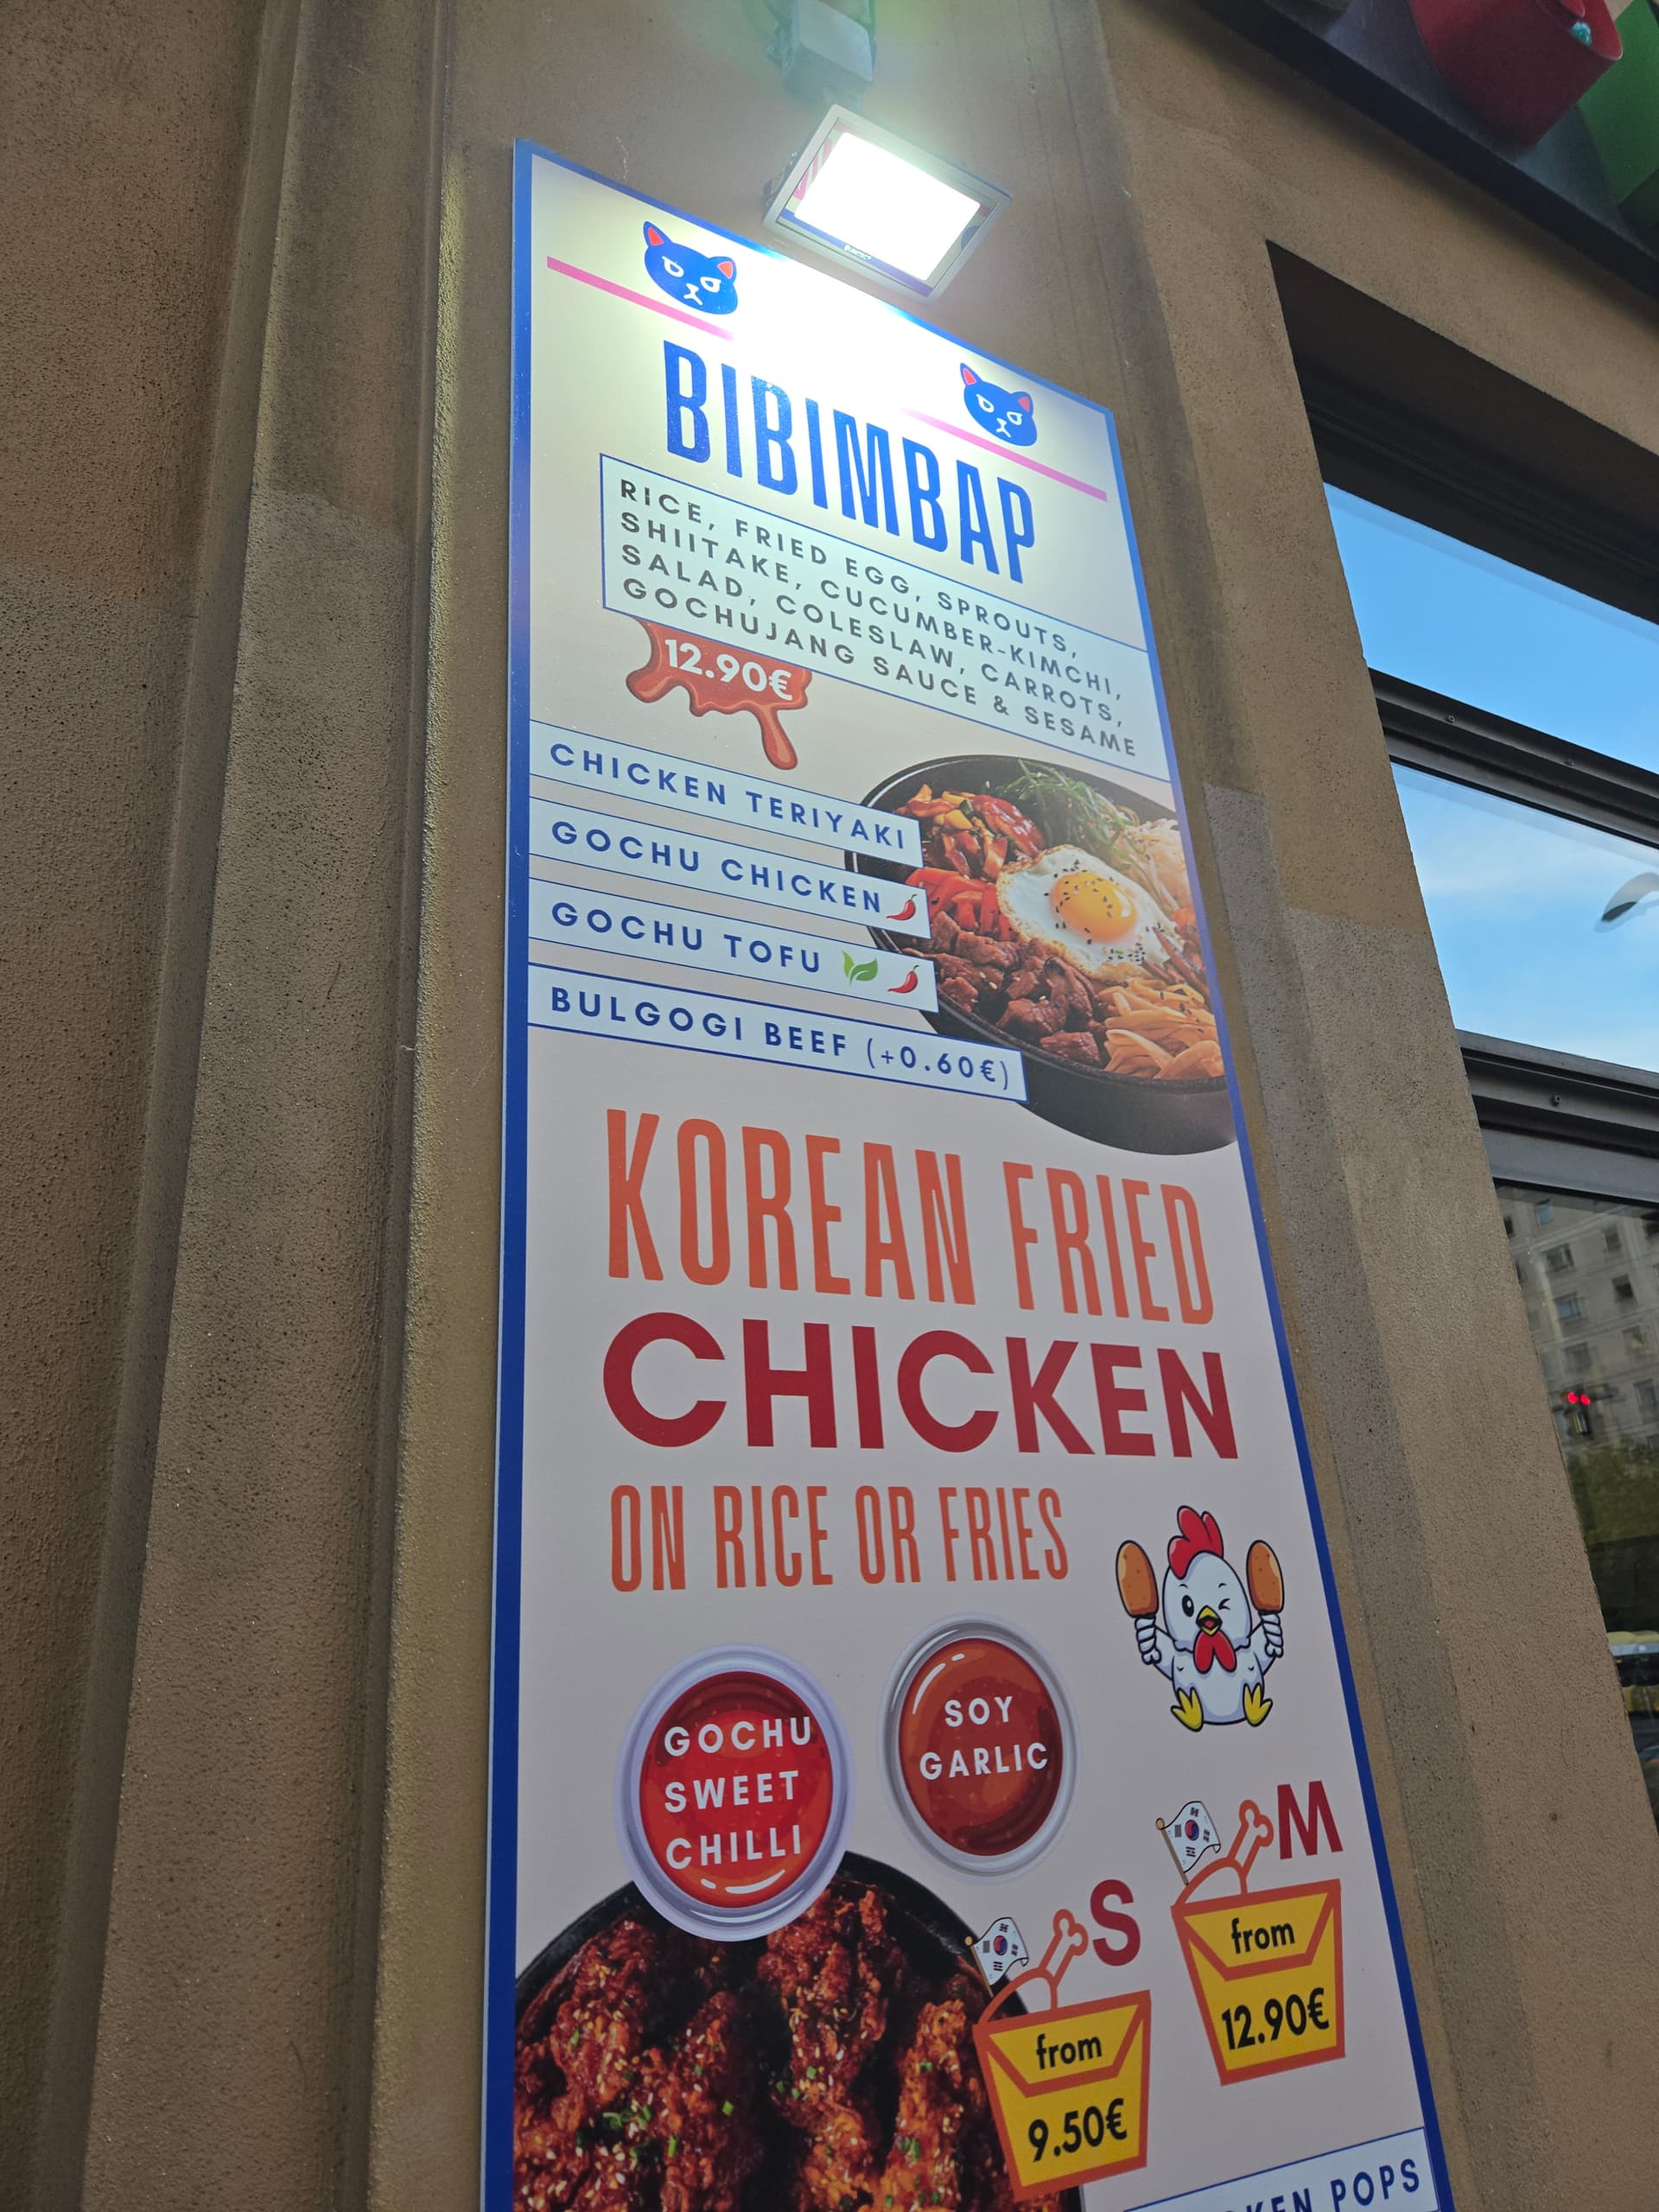 BIBIMBAP
RICE, FRIED EGG, SPROUTS,
SHIITAKE, CUCUMBER-KIMCHI,
SALAD, COLESLAW, CARROTS,
GOCHUJANG SAUCE & SESAME
12.90€
CHICKEN TERIYAKI
GOCHU CHICKEN
GOCHU TOFU
BULGOGI BEEF (+0.60€)
KOREAN FRIED
CHICKEN
ON RICE OR FRIES
GOCHU
SWEET
CHILLI
SOY
GARLIC
S
from
9.50€
M
from
12.90€
POPS